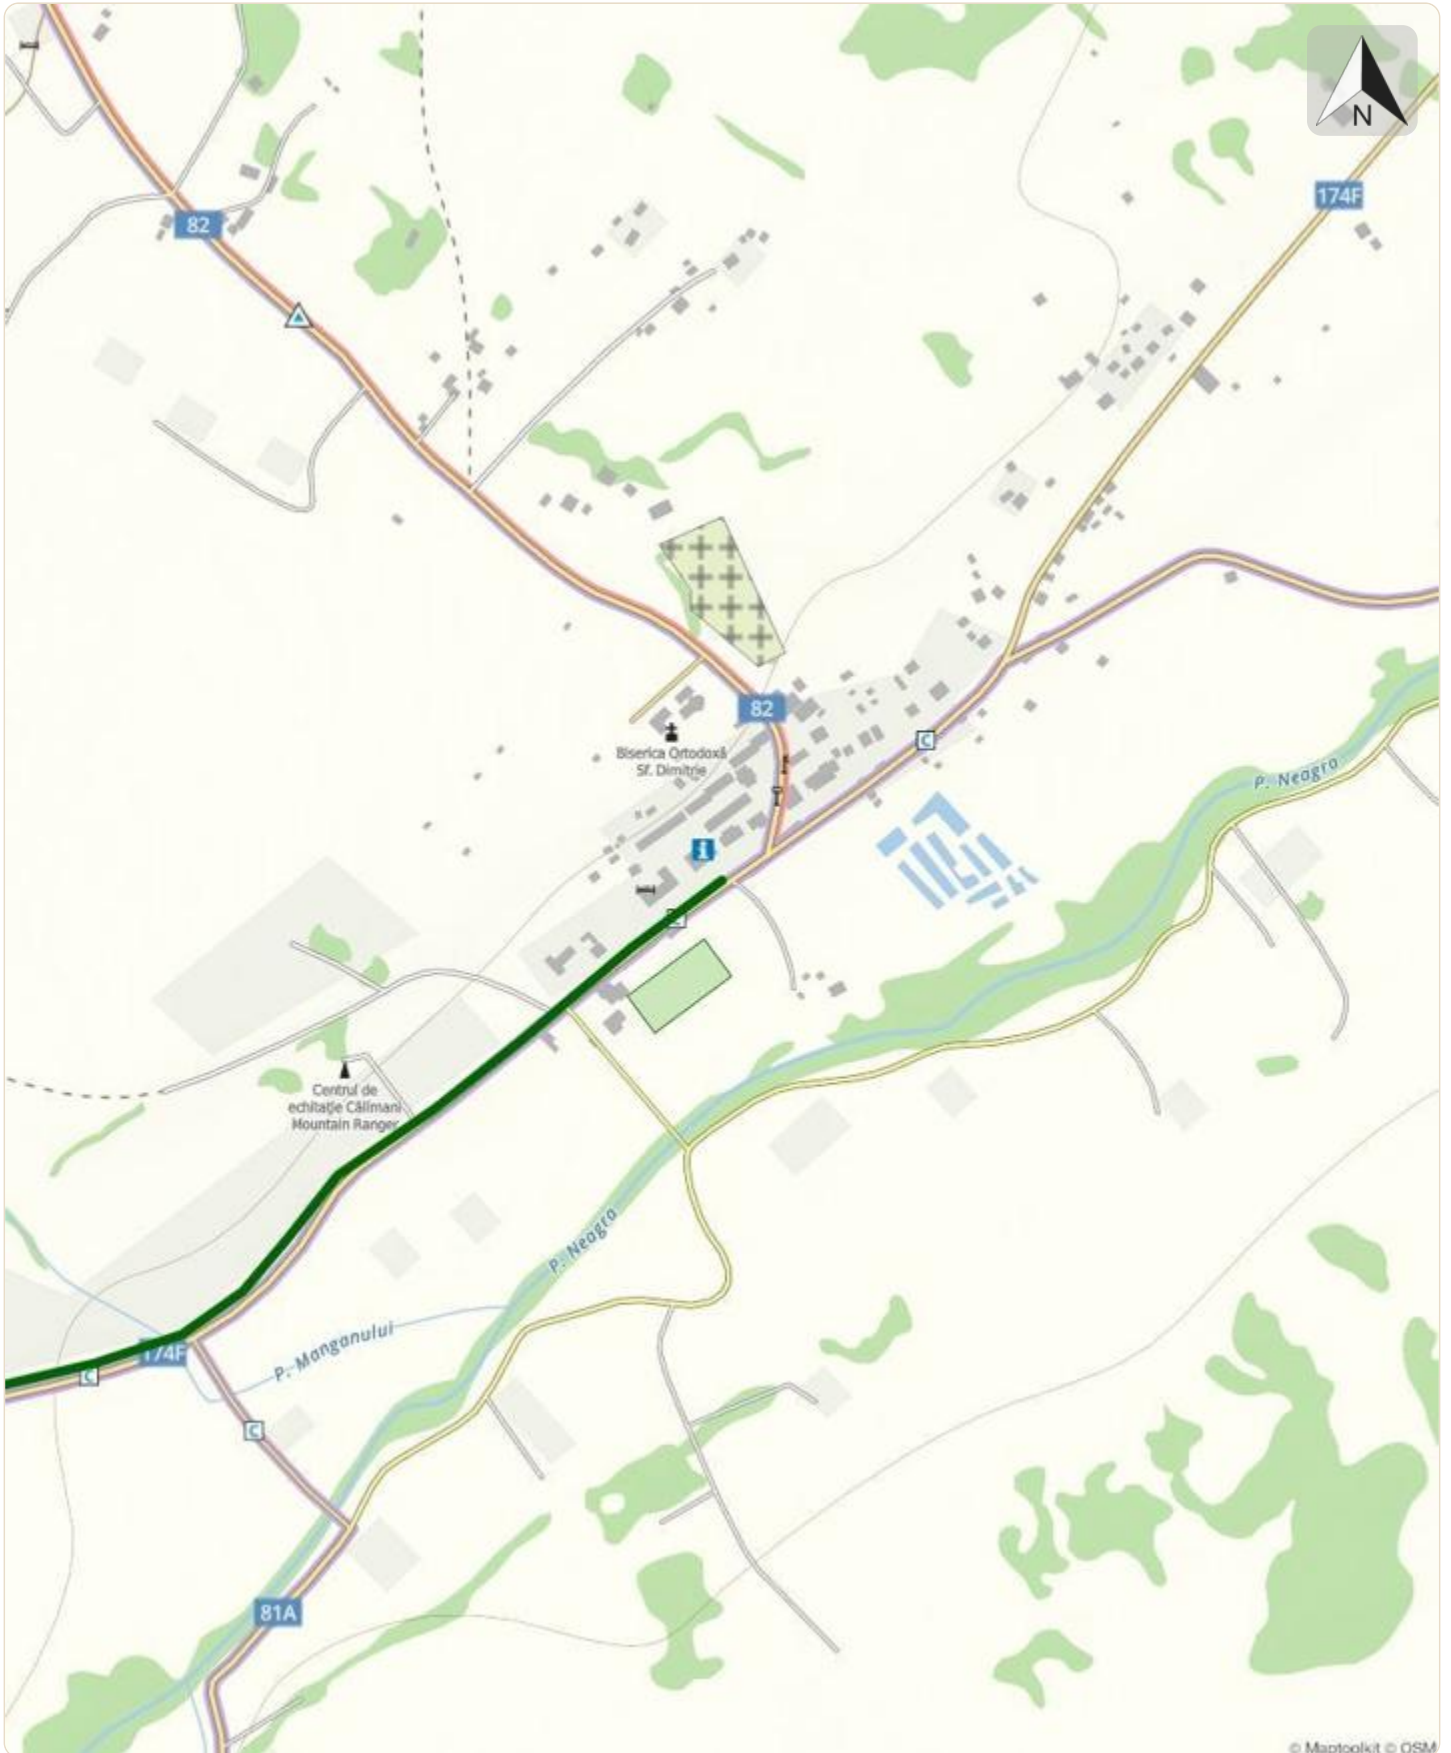 N
174F
82
82
Biserica Ortodoxă
Sf. Dimitrie
C
P. Neagra
i
C
Centrul de
echitație Călimani
Mountain Ranger
P. Neagra
P. Manganului
174F
C
C
81A
© Maptoolkit © OSM